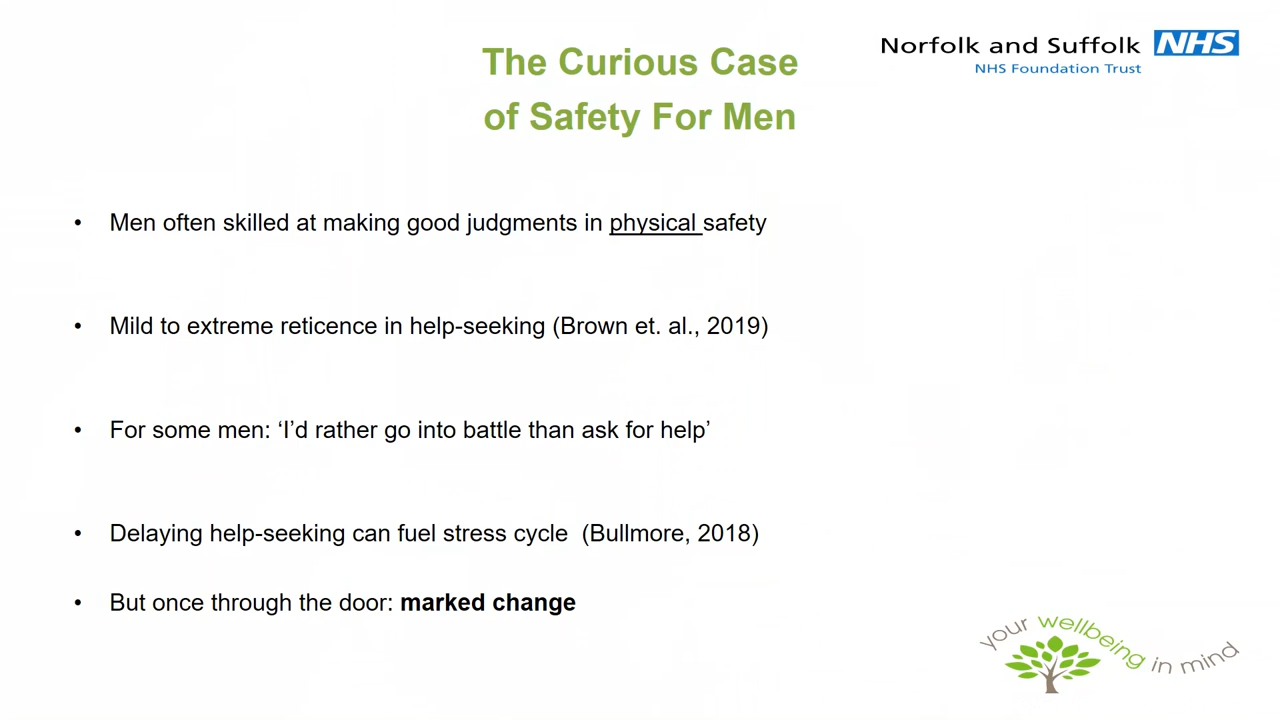 The Curious Case
of Safety For Men
Norfolk and Suffolk NHS
NHS Foundation Trust
• Men often skilled at making good judgments in physical safety
• Mild to extreme reticence in help-seeking (Brown et. al., 2019)
• For some men: ‘I’d rather go into battle than ask for help’
• Delaying help-seeking can fuel stress cycle  (Bullmore, 2018)
• But once through the door: marked change
your wellbeing in mind